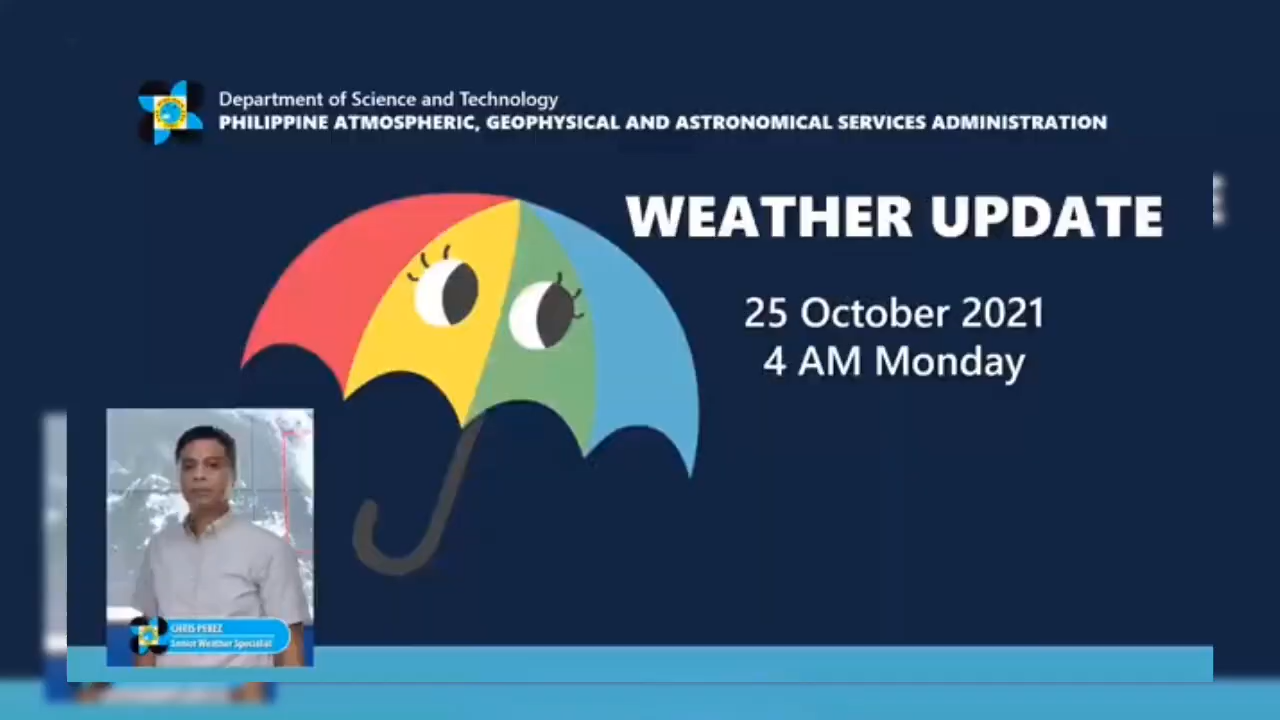 Department of Science and Technology
PHILIPPINE ATMOSPHERIC, GEOPHYSICAL AND ASTRONOMICAL SERVICES ADMINISTRATION
WEATHER UPDATE
25 October 2021
4 AM Monday
CHRIS PEREZ
Senior Weather Specialist